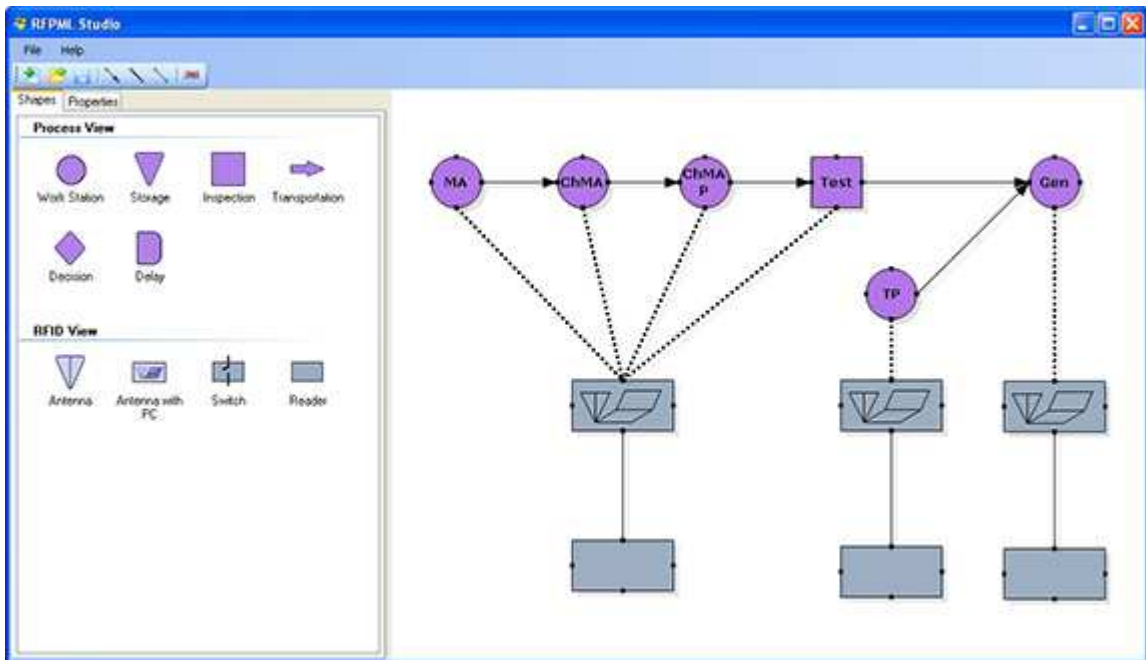 RFPML Studio
File Help
Shapes Properties
Process View
Work Station Storage Inspection Transportation
Decision Delay
RFID View
Antenna Antenna with PC Switch Reader
MA ChMA ChMA P Test Gen
TP